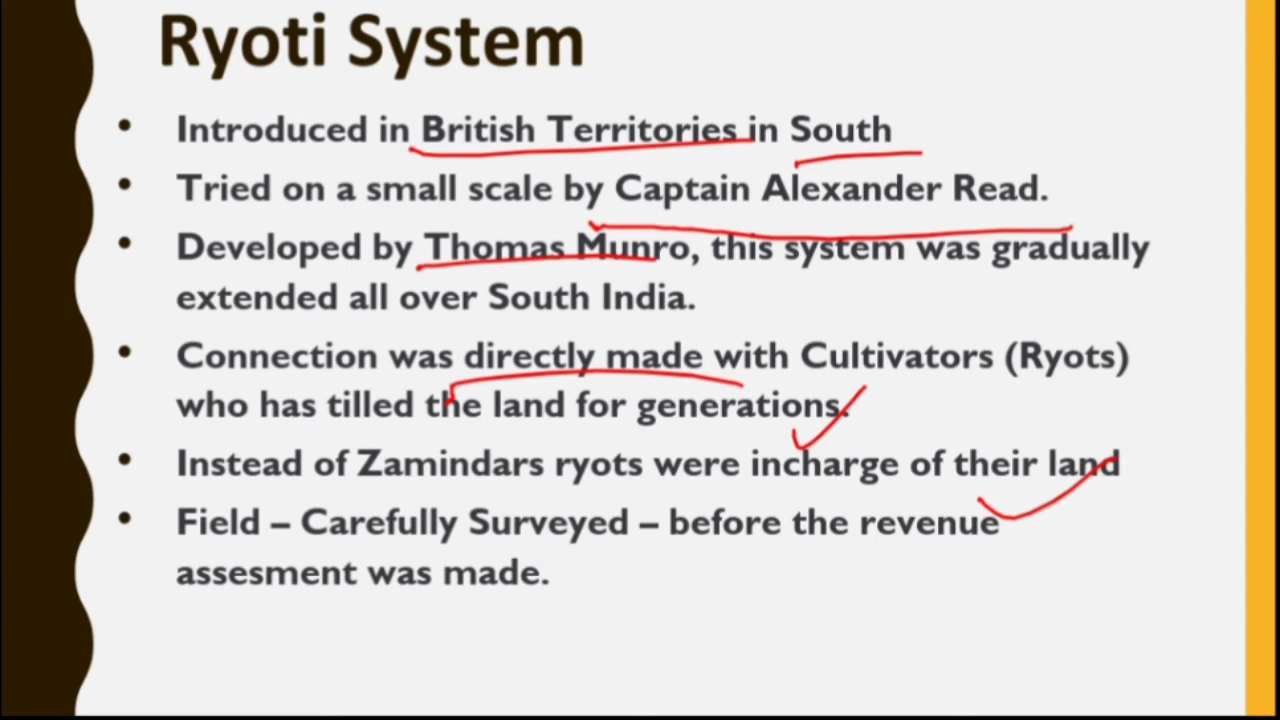 Ryoti System
• Introduced in British Territories in South
• Tried on a small scale by Captain Alexander Read.
• Developed by Thomas Munro, this system was gradually
extended all over South India.
• Connection was directly made with Cultivators (Ryots)
who has tilled the land for generations.
• Instead of Zamindars ryots were incharge of their land
• Field – Carefully Surveyed – before the revenue
assesment was made.